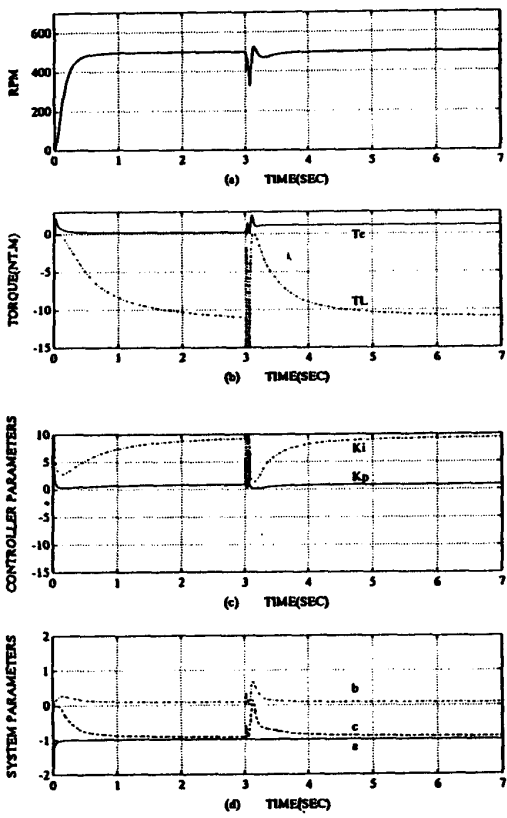 600
400
200
0
RPM
0 1 2 3 4 5 6 7
(a) TIME(SEC)
0
-5
-10
-15
TORQUE(NT.M)
Te
TL
0 1 2 3 4 5 6 7
(b) TIME(SEC)
10
5
0
-5
-10
-15
CONTROLLER PARAMETERS
Ki
Kp
0 1 2 3 4 5 6 7
(c) TIME(SEC)
2
1
0
-1
-2
SYSTEM PARAMETERS
b
c
a
0 1 2 3 4 5 6 7
(d) TIME(SEC)